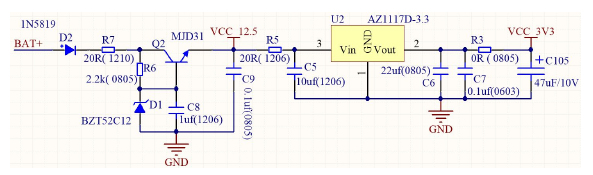 1N5819
BAT+
D2
R7
20R( 1210)
Q2
MJD31
R6
2.2k( 0805)
D1
BZT52C12
C8
1uf(1206)
GND
VCC_12.5
C9
0.1uf(0805)
R5
20R( 1206)
C5
10uf(1206)
U2
AZ1117D-3.3
3
Vin
GND
Vout
2
1
22uf(0805)
C6
GND
R3
0R (0805)
C7
0.1uf(0603)
VCC_3V3
C105
47uF/10V